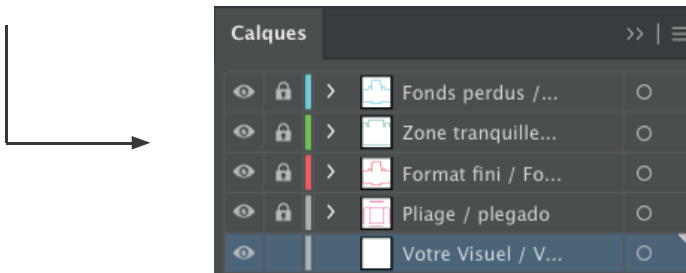 Calques
Fonds perdus /...
Zone tranquille...
Format fini / Fo...
Pliage / plegado
Votre Visuel / V...